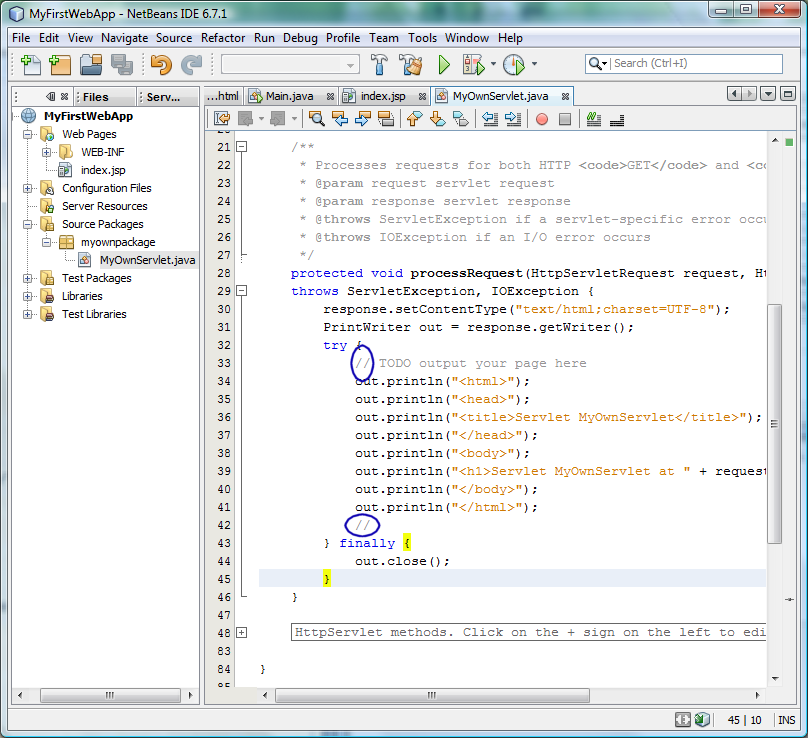 MyFirstWebApp - NetBeans IDE 6.7.1
File Edit View Navigate Source Refactor Run Debug Profile Team Tools Window Help
Search (Ctrl+I)
Files Serv...
...html Main.java index.jsp MyOwnServlet.java
MyFirstWebApp
Web Pages
WEB-INF
index.jsp
Configuration Files
Server Resources
Source Packages
myownpackage
MyOwnServlet.java
Test Packages
Libraries
Test Libraries
21 /**
22 * Processes requests for both HTTP <code>GET</code> and <co
23 * @param request servlet request
24 * @param response servlet response
25 * @throws ServletException if a servlet-specific error occu
26 * @throws IOException if an I/O error occurs
27 */
28 protected void processRequest(HttpServletRequest request, Ht
29 throws ServletException, IOException {
30 response.setContentType("text/html;charset=UTF-8");
31 PrintWriter out = response.getWriter();
32 try {
33 // TODO output your page here
34 out.println("<html>");
35 out.println("<head>");
36 out.println("<title>Servlet MyOwnServlet</title>");
37 out.println("</head>");
38 out.println("<body>");
39 out.println("<h1>Servlet MyOwnServlet at " + request
40 out.println("</body>");
41 out.println("</html>");
42 //
43 } finally {
44 out.close();
45 }
46 }
47
48 HttpServlet methods. Click on the + sign on the left to edi
83
84 }
45 | 10 INS